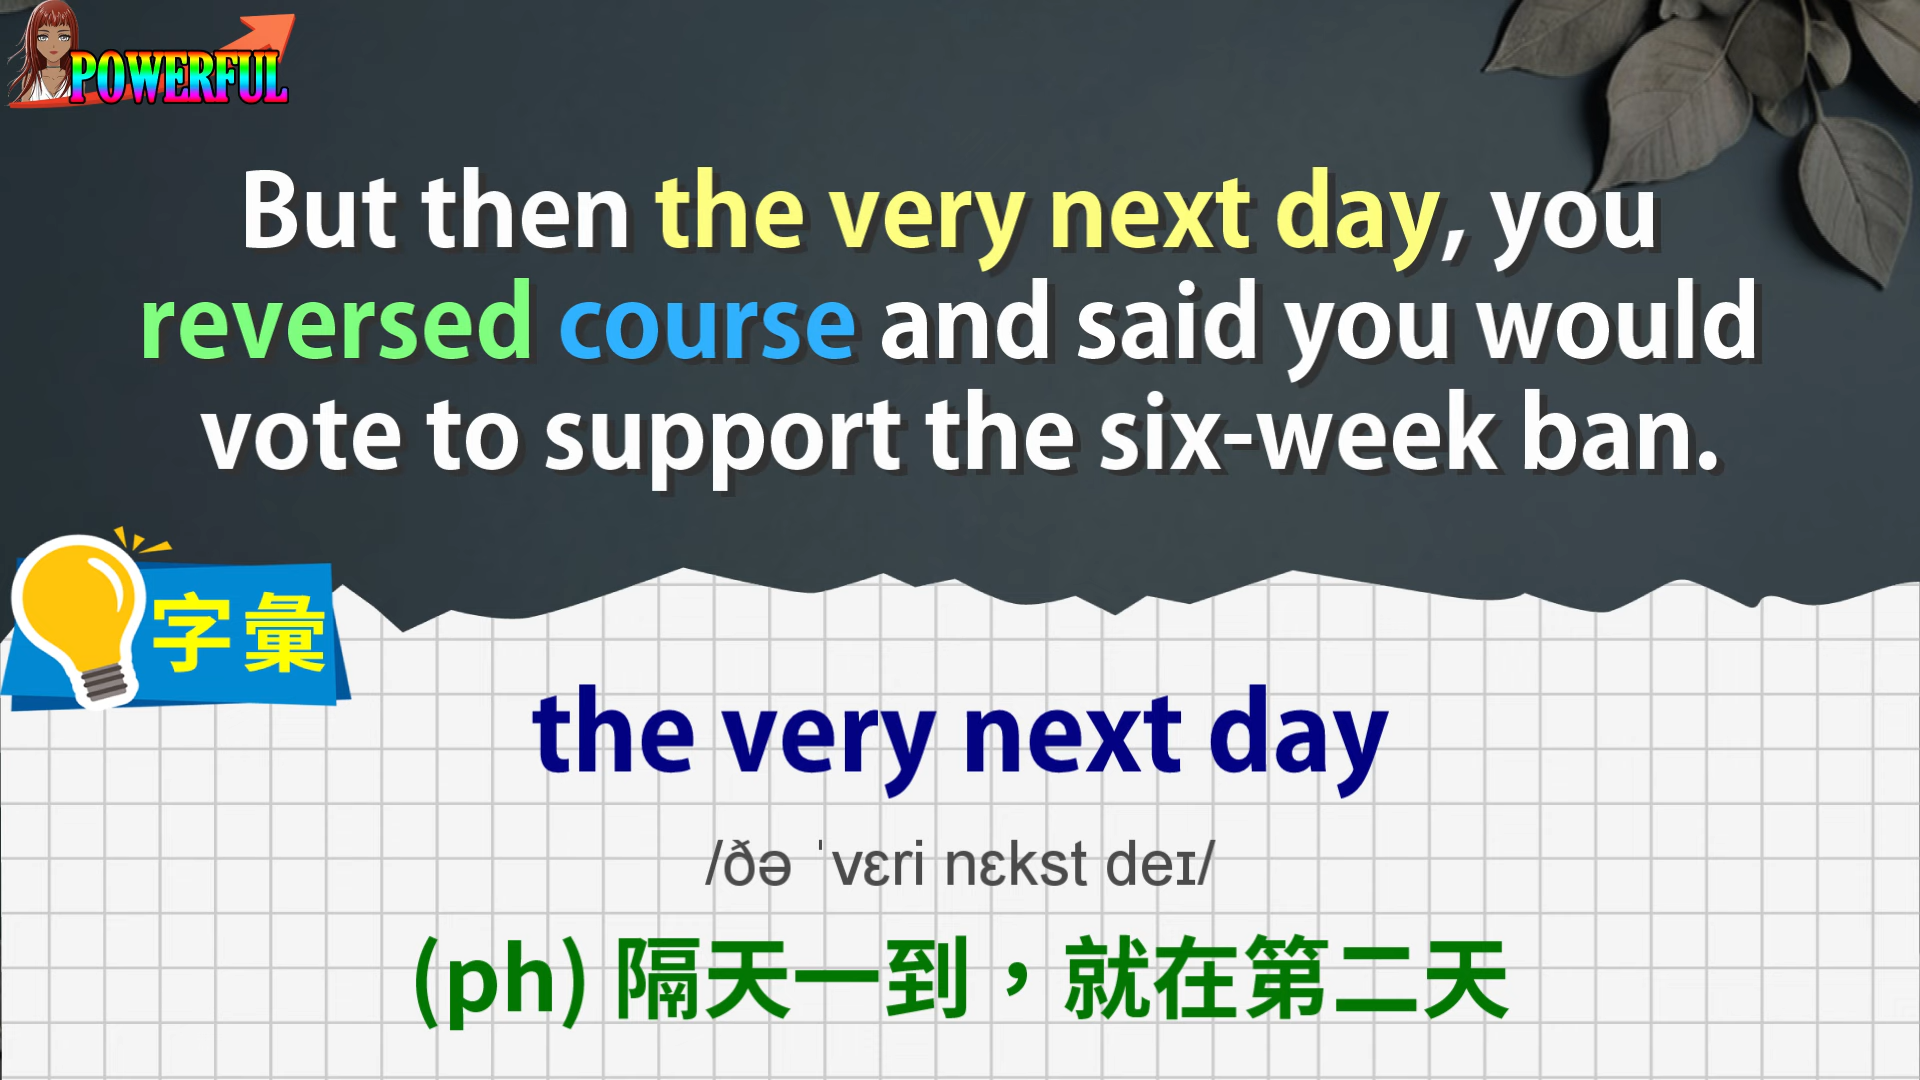 POWERFUL
But then the very next day, you
reversed course and said you would
vote to support the six-week ban.
字彙
the very next day
/ðə ˈvɛri nɛkst deɪ/
(ph) 隔天一到，就在第二天